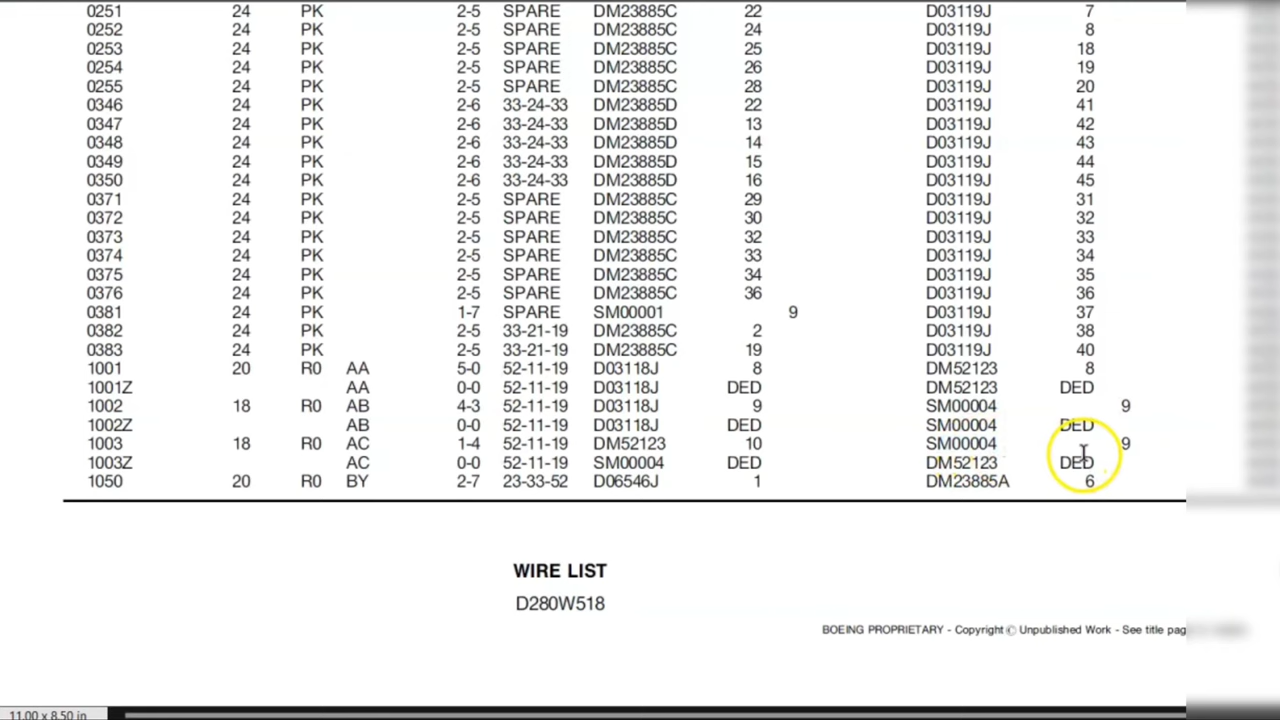 0251 24 PK 2-5 SPARE DM23885C 22 D03119J 7
0252 24 PK 2-5 SPARE DM23885C 24 D03119J 8
0253 24 PK 2-5 SPARE DM23885C 25 D03119J 18
0254 24 PK 2-5 SPARE DM23885C 26 D03119J 19
0255 24 PK 2-5 SPARE DM23885C 28 D03119J 20
0346 24 PK 2-6 33-24-33 DM23885D 22 D03119J 41
0347 24 PK 2-6 33-24-33 DM23885D 13 D03119J 42
0348 24 PK 2-6 33-24-33 DM23885D 14 D03119J 43
0349 24 PK 2-6 33-24-33 DM23885D 15 D03119J 44
0350 24 PK 2-6 33-24-33 DM23885D 16 D03119J 45
0371 24 PK 2-5 SPARE DM23885C 29 D03119J 31
0372 24 PK 2-5 SPARE DM23885C 30 D03119J 32
0373 24 PK 2-5 SPARE DM23885C 32 D03119J 33
0374 24 PK 2-5 SPARE DM23885C 33 D03119J 34
0375 24 PK 2-5 SPARE DM23885C 34 D03119J 35
0376 24 PK 2-5 SPARE DM23885C 36 D03119J 36
0381 24 PK 1-7 SPARE SM00001 9 D03119J 37
0382 24 PK 2-5 33-21-19 DM23885C 2 D03119J 38
0383 24 PK 2-5 33-21-19 DM23885C 19 D03119J 40
1001 20 R0 AA 5-0 52-11-19 D03118J 8 DM52123 8
1001Z AA 0-0 52-11-19 D03118J DED DM52123 DED
1002 18 R0 AB 4-3 52-11-19 D03118J 9 SM00004 9
1002Z AB 0-0 52-11-19 D03118J DED SM00004 DED
1003 18 R0 AC 1-4 52-11-19 DM52123 10 SM00004 9
1003Z AC 0-0 52-11-19 SM00004 DED DM52123 DED
1050 20 R0 BY 2-7 23-33-52 D06546J 1 DM23885A 6
WIRE LIST
D280W518
BOEING PROPRIETARY - Copyright © Unpublished Work - See title pag
11.00 x 8.50 in